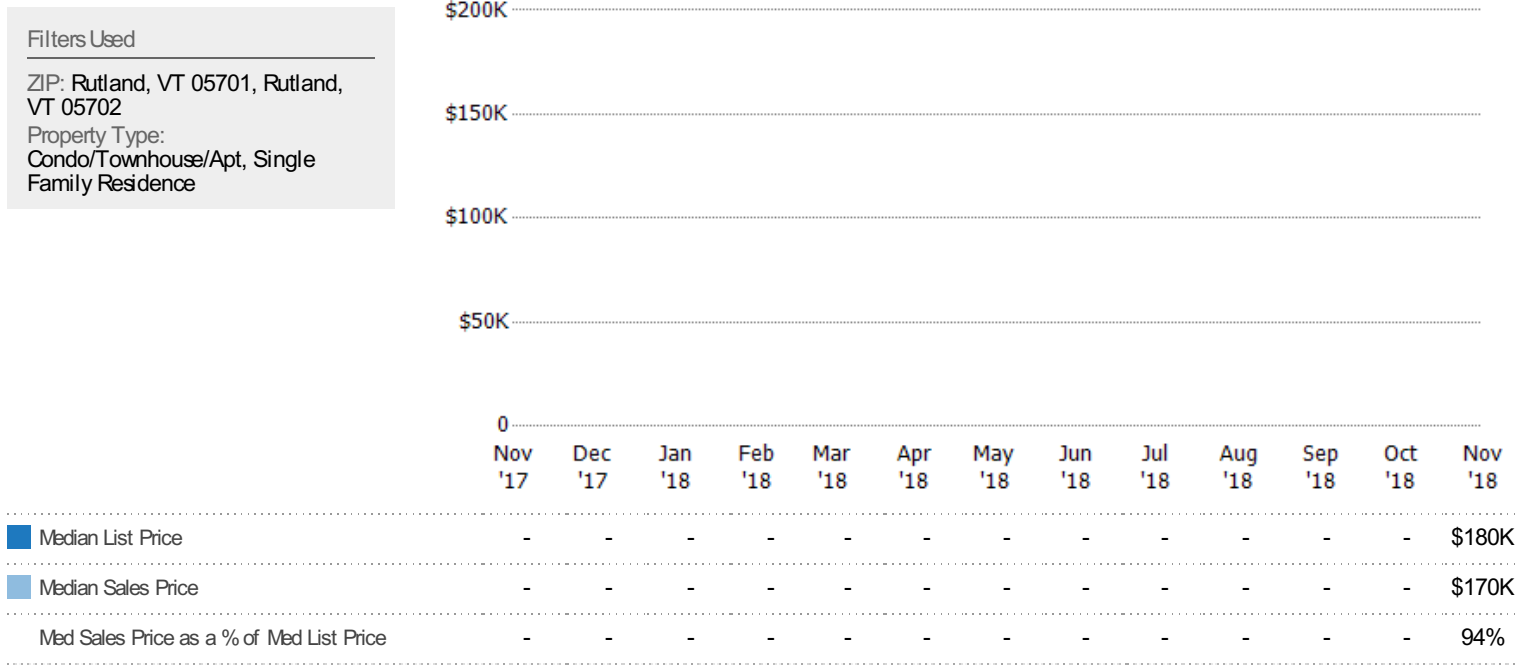 Filters Used
ZIP: Rutland, VT 05701, Rutland,
VT 05702
Property Type:
Condo/Townhouse/Apt, Single
Family Residence
$200K
$150K
$100K
$50K
0
Nov Dec Jan Feb Mar Apr May Jun Jul Aug Sep Oct Nov
'17 '17 '18 '18 '18 '18 '18 '18 '18 '18 '18 '18 '18
Median List Price - - - - - - - - - - - - $180K
Median Sales Price - - - - - - - - - - - - $170K
Med Sales Price as a % of Med List Price - - - - - - - - - - - - 94%